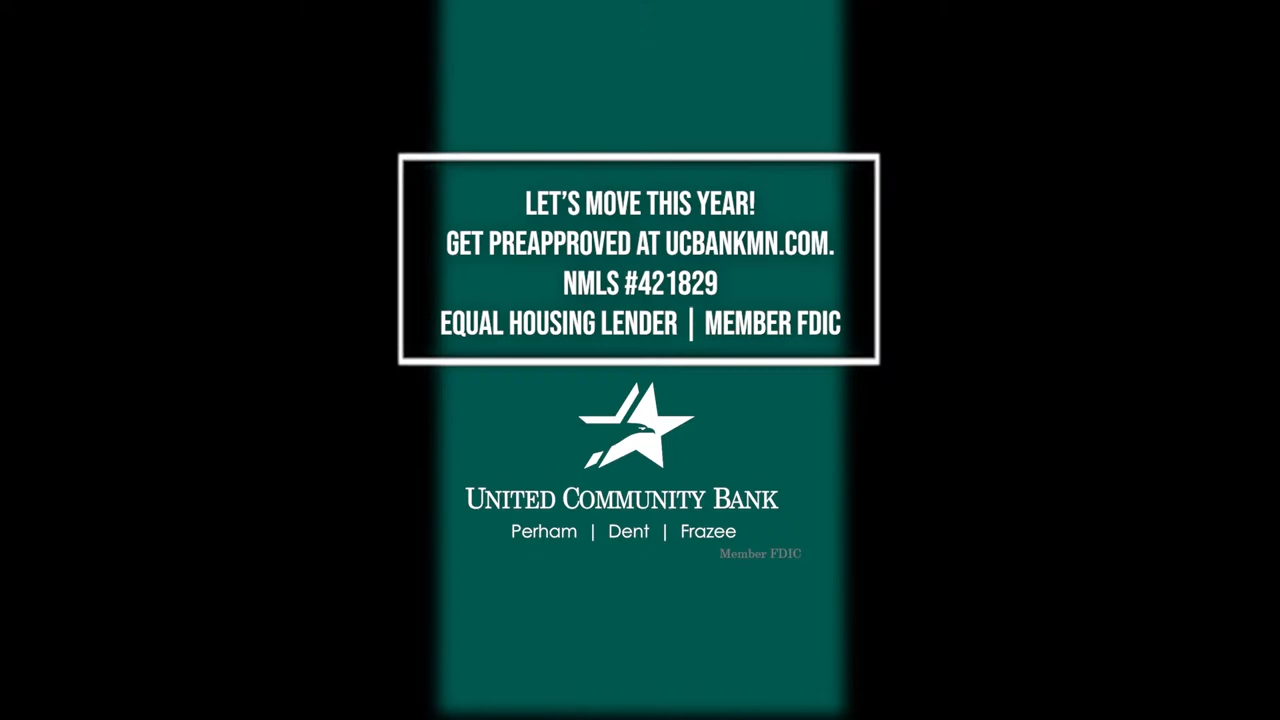 LET'S MOVE THIS YEAR!
GET PREAPPROVED AT UCBANKMN.COM.
NMLS #421829
EQUAL HOUSING LENDER | MEMBER FDIC
UNITED COMMUNITY BANK
Perham | Dent | Frazee
Member FDIC